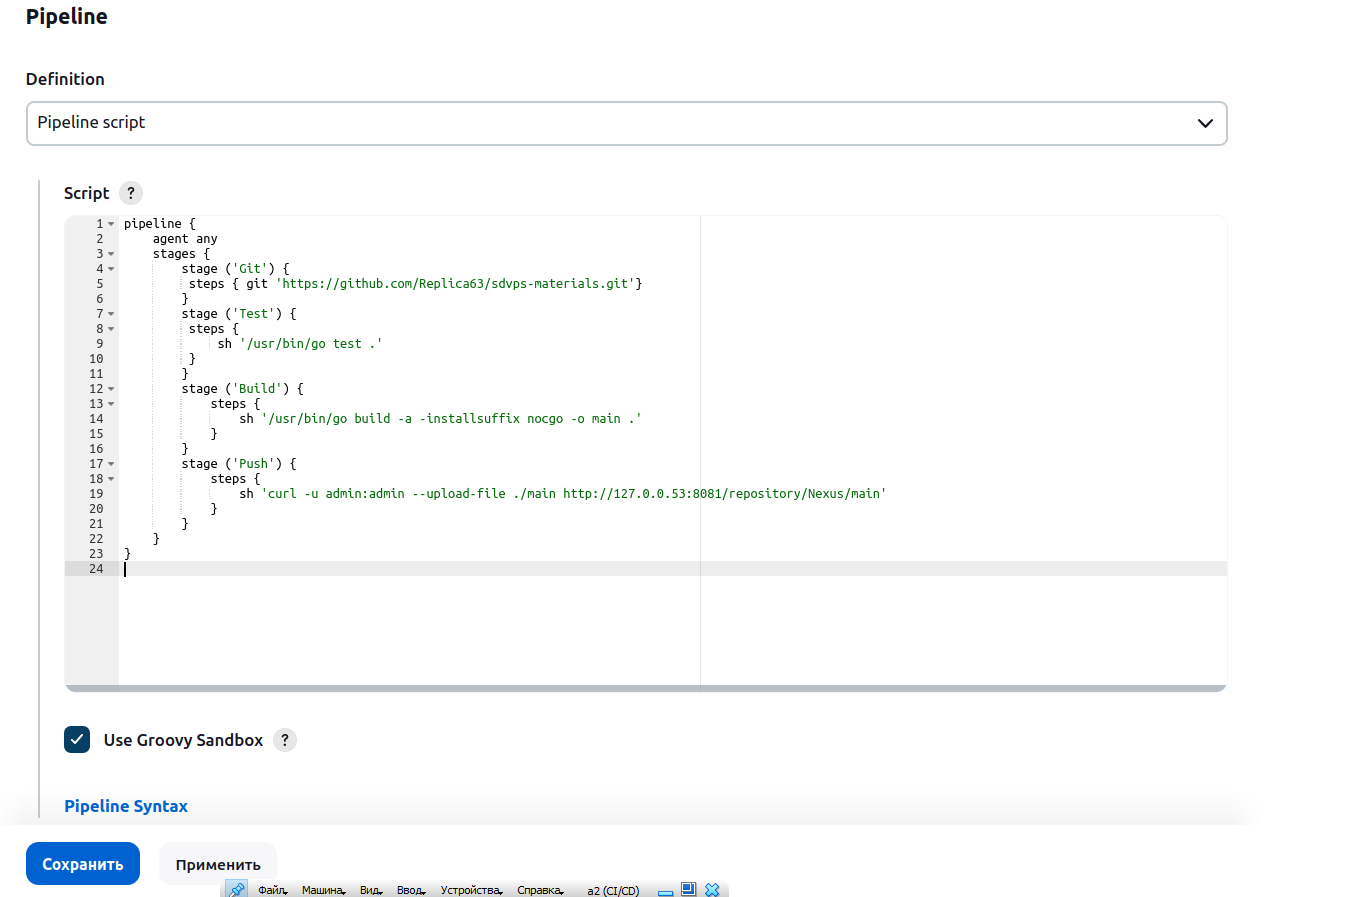 Pipeline
Definition
Pipeline script
Script ?
1 pipeline {
2     agent any
3     stages {
4         stage ('Git') {
5          steps { git 'https://github.com/Replica63/sdvps-materials.git'}
6         }
7         stage ('Test') {
8          steps {
9              sh '/usr/bin/go test .'
10          }
11         }
12         stage ('Build') {
13             steps {
14                 sh '/usr/bin/go build -a -installsuffix nocgo -o main .'
15             }
16         }
17         stage ('Push') {
18             steps {
19                 sh 'curl -u admin:admin --upload-file ./main http://127.0.0.53:8081/repository/Nexus/main'
20             }
21         }
22     }
23 }
24
Use Groovy Sandbox ?
Pipeline Syntax
Сохранить Применить
Файл Машина Вид Ввод Устройства Справка a2 (CI/CD)